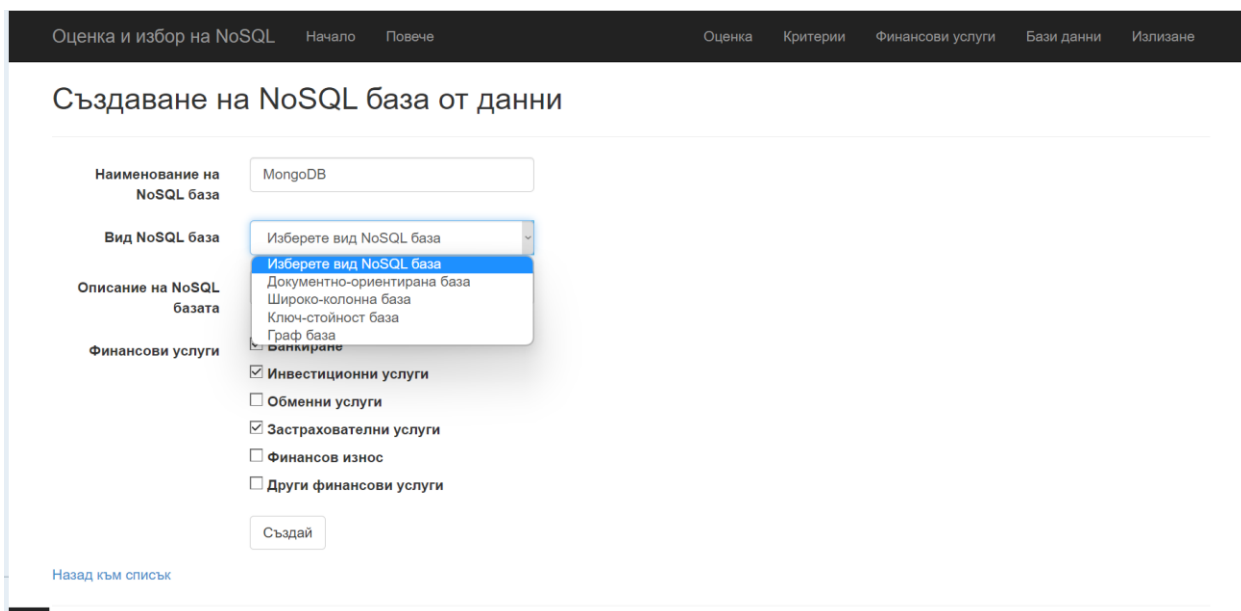 Оценка и избор на NoSQL Начало Повече Оценка Критерии Финансови услуги Бази данни Излизане
Създаване на NoSQL база от данни
Наименование на
NoSQL база
MongoDB
Вид NoSQL база
Изберете вид NoSQL база
Изберете вид NoSQL база
Документно-ориентирана база
Широко-колонна база
Ключ-стойност база
Граф база
Описание на NoSQL
базата
Финансови услуги
Банкиране
Инвестиционни услуги
Обменни услуги
Застрахователни услуги
Финансов износ
Други финансови услуги
Създай
Назад към списък